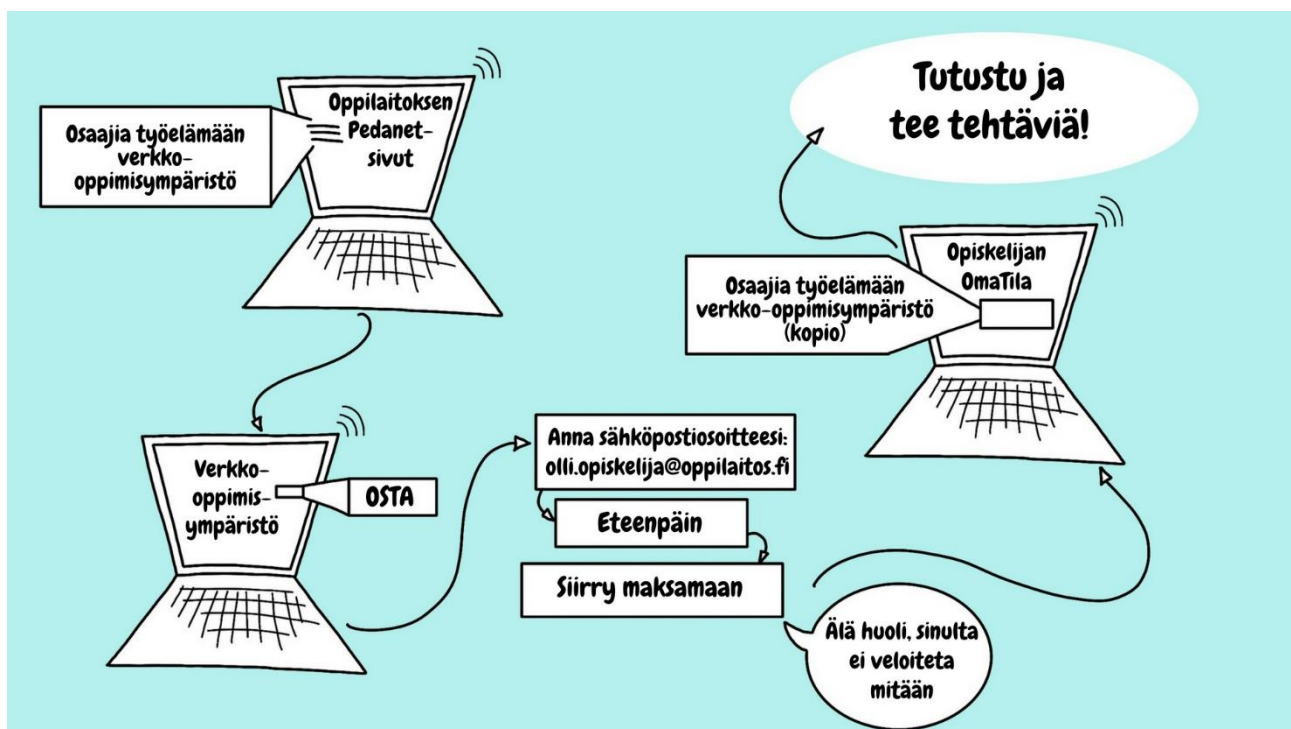 Osaajia työelämään
verkko-
oppimisympäristö
Oppilaitoksen
Pedanet-
sivut
Verkko-
oppimis-
ympäristö
OSTA
Anna sähköpostiosoitteesi:
olli.opiskelija@oppilaitos.fi
Eteenpäin
Siirry maksamaan
Älä huoli, sinulta
ei veloiteta
mitään
Opiskelijan
OmaTila
Osaajia työelämään
verkko-oppimisympäristö
(kopio)
Tutustu ja
tee tehtäviä!